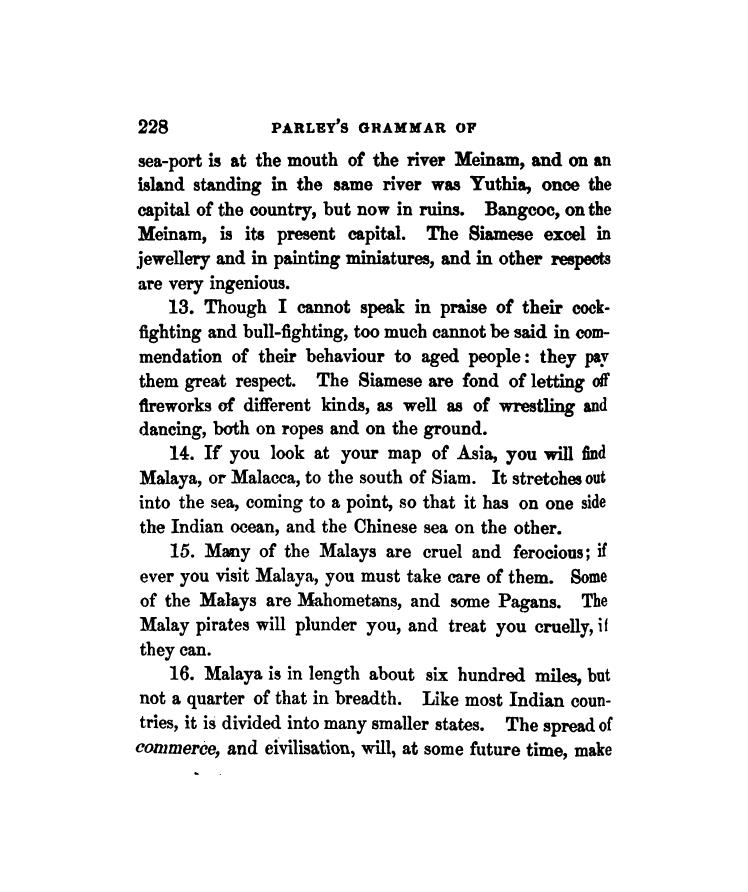 228 PARLEY'S GRAMMAR OF
sea-port is at the mouth of the river Meinam, and on an
island standing in the same river was Yuthia, once the
capital of the country, but now in ruins. Bangcoc, on the
Meinam, is its present capital. The Siamese excel in
jewellery and in painting miniatures, and in other respects
are very ingenious.
13. Though I cannot speak in praise of their cock-
fighting and bull-fighting, too much cannot be said in com-
mendation of their behaviour to aged people: they pay
them great respect. The Siamese are fond of letting off
fireworks of different kinds, as well as of wrestling and
dancing, both on ropes and on the ground.
14. If you look at your map of Asia, you will find
Malaya, or Malacca, to the south of Siam. It stretches out
into the sea, coming to a point, so that it has on one side
the Indian ocean, and the Chinese sea on the other.
15. Many of the Malays are cruel and ferocious; if
ever you visit Malaya, you must take care of them. Some
of the Malays are Mahometans, and some Pagans. The
Malay pirates will plunder you, and treat you cruelly, if
they can.
16. Malaya is in length about six hundred miles, but
not a quarter of that in breadth. Like most Indian coun-
tries, it is divided into many smaller states. The spread of
commerce, and civilisation, will, at some future time, make